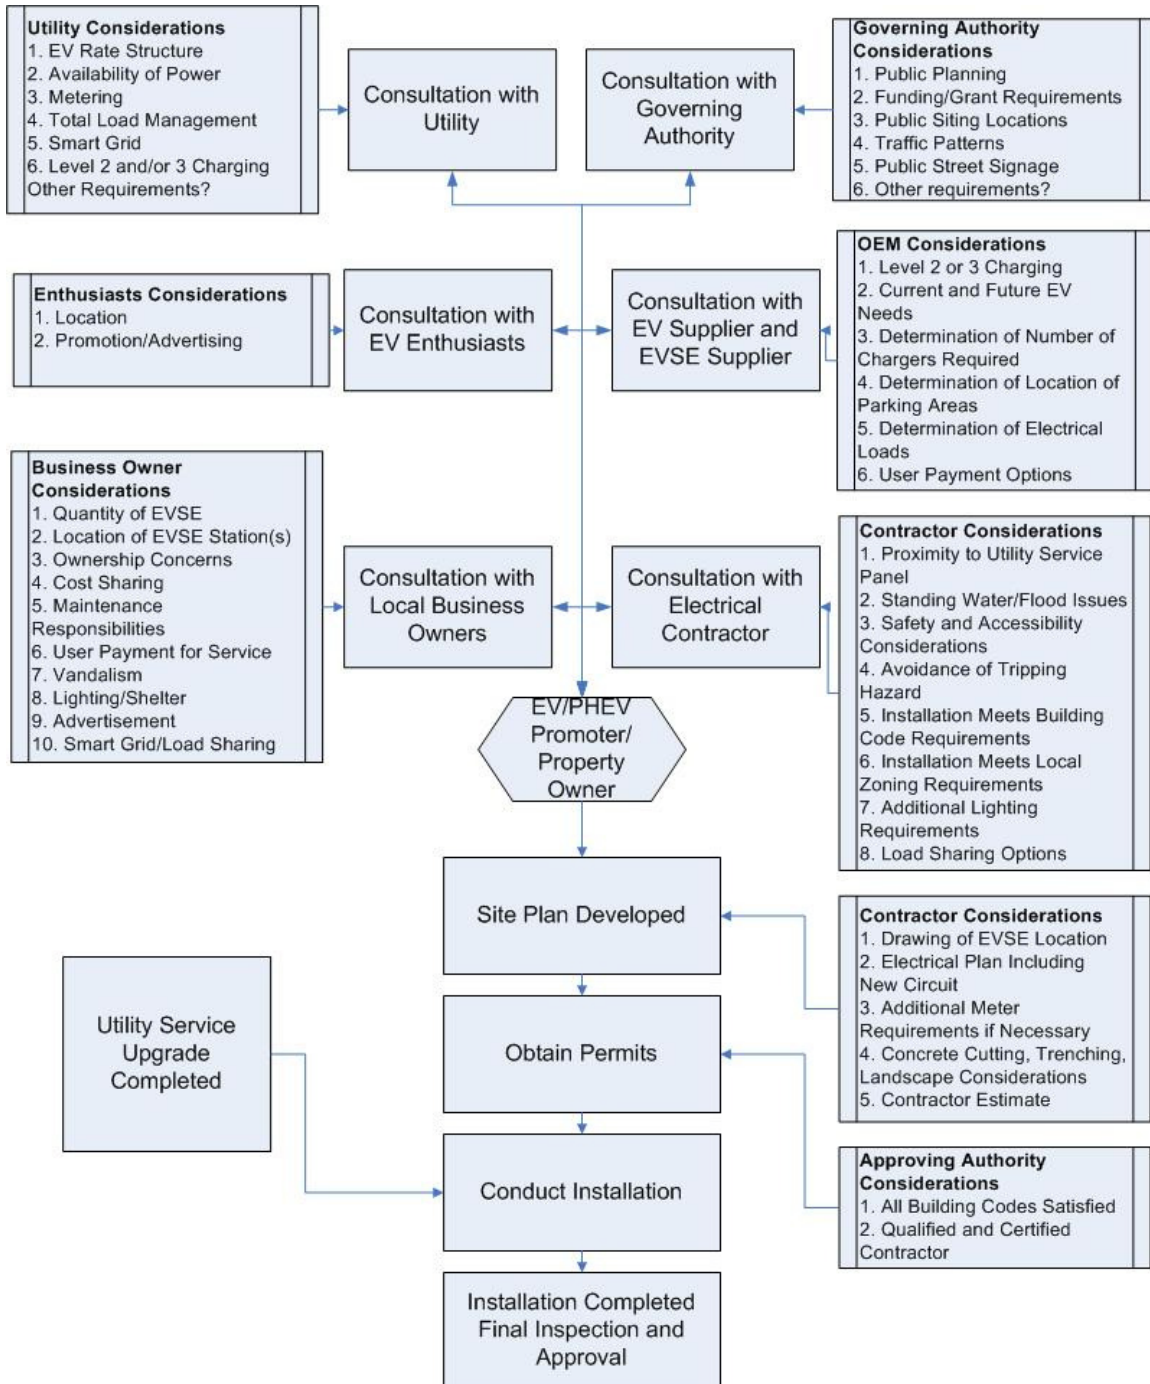 Utility Considerations
1. EV Rate Structure
2. Availability of Power
3. Metering
4. Total Load Management
5. Smart Grid
6. Level 2 and/or 3 Charging
Other Requirements?
Consultation with
Utility
Consultation with
Governing
Authority
Governing Authority
Considerations
1. Public Planning
2. Funding/Grant Requirements
3. Public Siting Locations
4. Traffic Patterns
5. Public Street Signage
6. Other requirements?
Enthusiasts Considerations
1. Location
2. Promotion/Advertising
Consultation with
EV Enthusiasts
Consultation with
EV Supplier and
EVSE Supplier
OEM Considerations
1. Level 2 or 3 Charging
2. Current and Future EV
Needs
3. Determination of Number of
Chargers Required
4. Determination of Location of
Parking Areas
5. Determination of Electrical
Loads
6. User Payment Options
Business Owner
Considerations
1. Quantity of EVSE
2. Location of EVSE Station(s)
3. Ownership Concerns
4. Cost Sharing
5. Maintenance
Responsibilities
6. User Payment for Service
7. Vandalism
8. Lighting/Shelter
9. Advertisement
10. Smart Grid/Load Sharing
Consultation with
Local Business
Owners
Consultation with
Electrical
Contractor
Contractor Considerations
1. Proximity to Utility Service
Panel
2. Standing Water/Flood Issues
3. Safety and Accessibility
Considerations
4. Avoidance of Tripping
Hazard
5. Installation Meets Building
Code Requirements
6. Installation Meets Local
Zoning Requirements
7. Additional Lighting
Requirements
8. Load Sharing Options
EV/PHEV
Promoter/
Property
Owner
Site Plan Developed
Contractor Considerations
1. Drawing of EVSE Location
2. Electrical Plan Including
New Circuit
3. Additional Meter
Requirements if Necessary
4. Concrete Cutting, Trenching,
Landscape Considerations
5. Contractor Estimate
Utility Service
Upgrade
Completed
Obtain Permits
Approving Authority
Considerations
1. All Building Codes Satisfied
2. Qualified and Certified
Contractor
Conduct Installation
Installation Completed
Final Inspection and
Approval